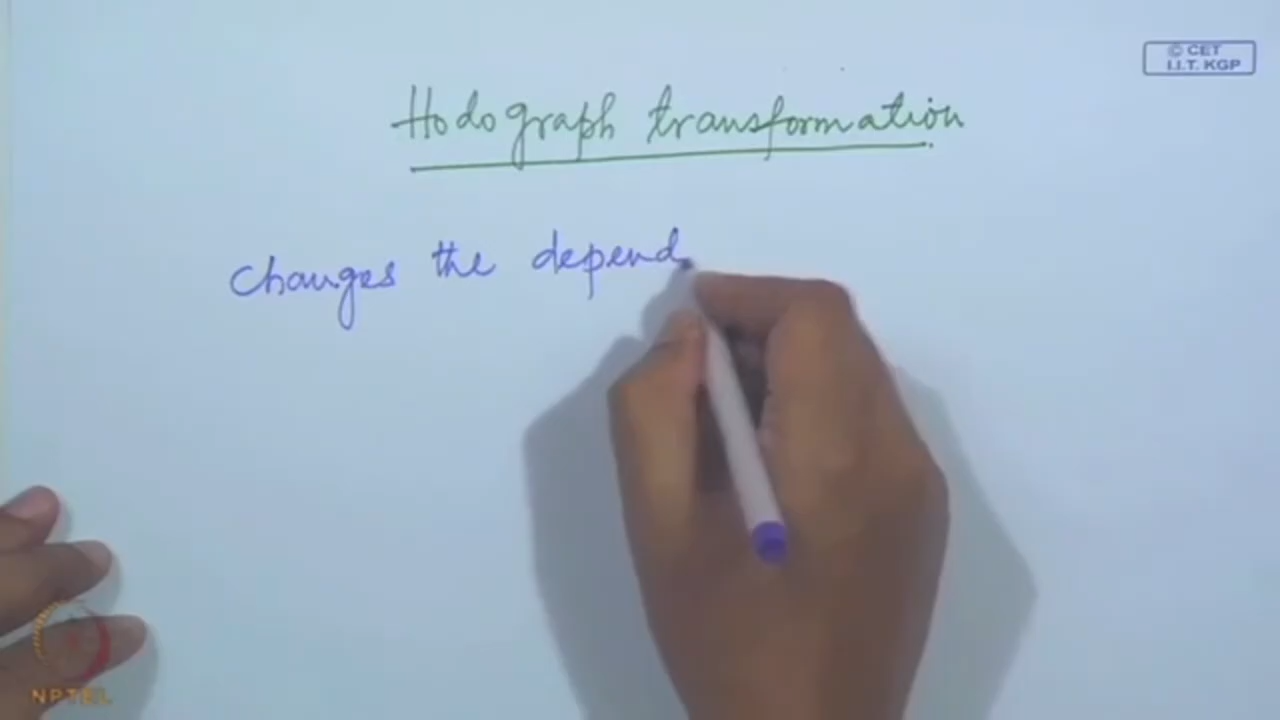 © CET
I.I.T. KGP
Hodograph transformation
Changes the depend
NPTEL